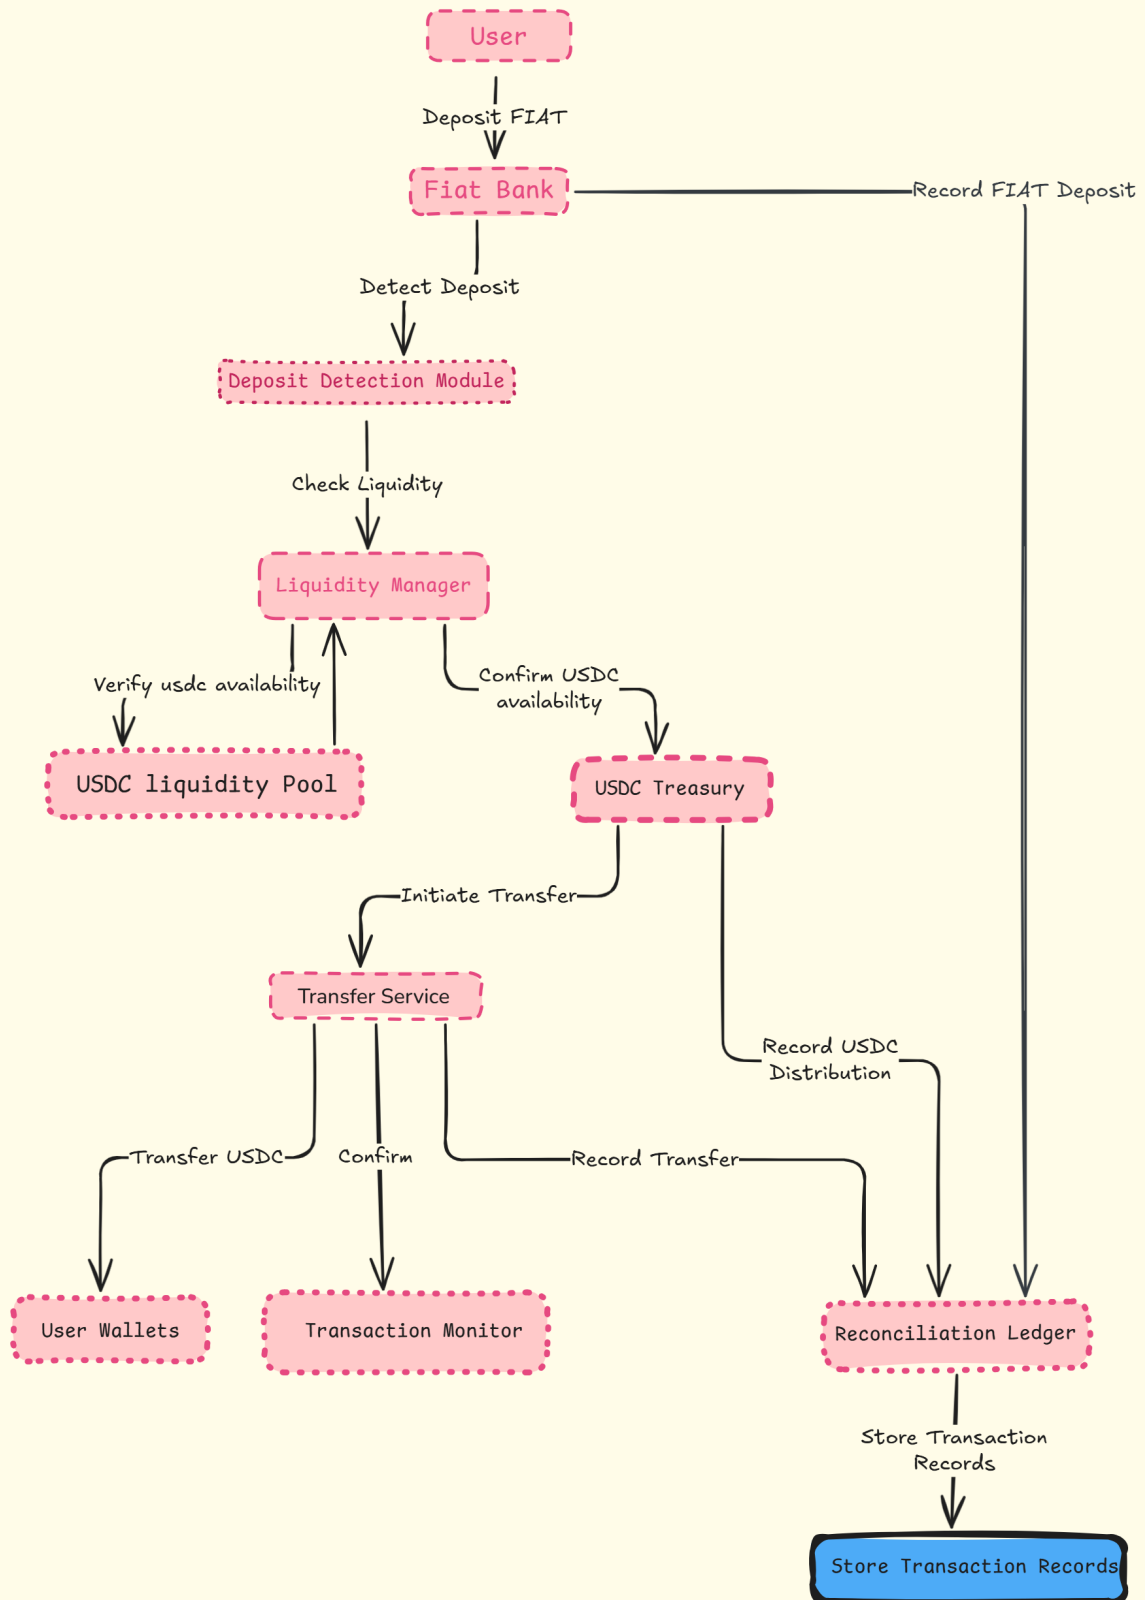 User
Deposit FIAT
Fiat Bank
Record FIAT Deposit
Detect Deposit
Deposit Detection Module
Check Liquidity
Liquidity Manager
Verify usdc availability
Confirm USDC
availability
USDC liquidity Pool
USDC Treasury
Initiate Transfer
Transfer Service
Record USDC
Distribution
Transfer USDC
Confirm
Record Transfer
User Wallets
Transaction Monitor
Reconciliation Ledger
Store Transaction
Records
Store Transaction Records